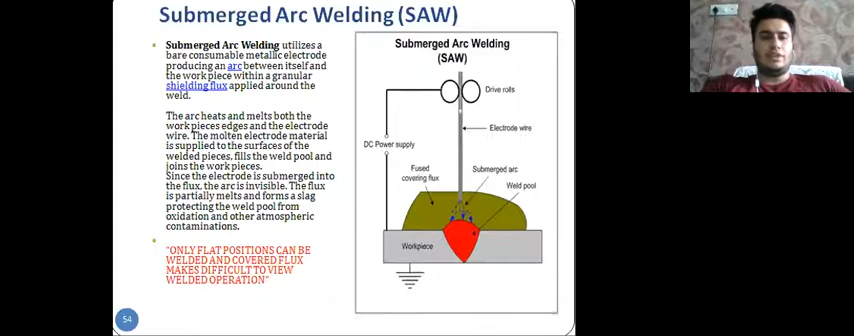 Submerged Arc Welding (SAW)
Submerged Arc Welding utilizes a
bare consumable metallic electrode
producing an arc between itself and
the work piece within a granular
shielding flux applied around the
weld.
The arc heats and melts both the
work pieces edges and the electrode
wire. The molten electrode material
is supplied to the surfaces of the
welded pieces, fills the weld pool and
joins the work pieces.
Since the electrode is submerged into
the flux, the arc is invisible. The flux
is partially melts and forms a slag
protecting the weld pool from
oxidation and other atmospheric
contaminations.
"ONLY FLAT POSITIONS CAN BE
WELDED AND COVERED FLUX
MAKES DIFFICULT TO VIEW
WELDED OPERATION"
54
Submerged Arc Welding
(SAW)
Drive rolls
Electrode wire
DC Power supply
Fused
covering flux
Submerged arc
Weld pool
Workpiece